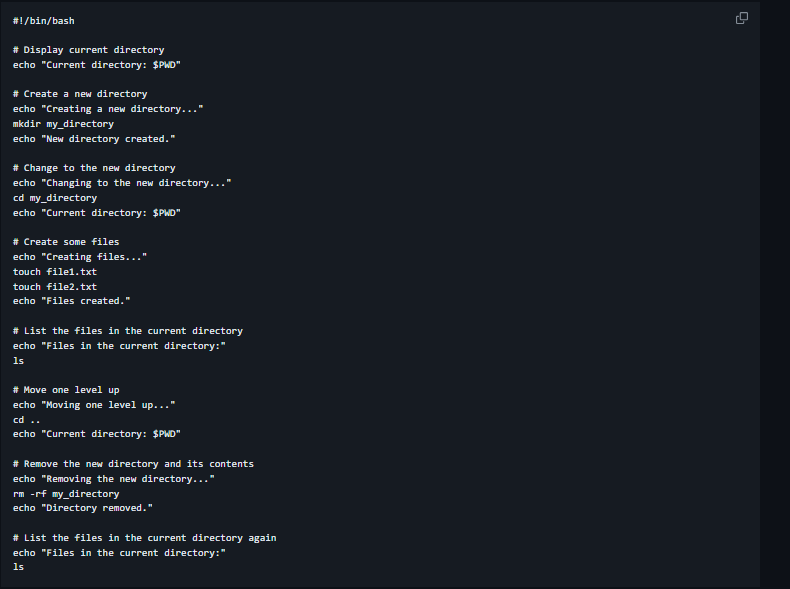 #!/bin/bash

# Display current directory
echo "Current directory: $PWD"

# Create a new directory
echo "Creating a new directory..."
mkdir my_directory
echo "New directory created."

# Change to the new directory
echo "Changing to the new directory..."
cd my_directory
echo "Current directory: $PWD"

# Create some files
echo "Creating files..."
touch file1.txt
touch file2.txt
echo "Files created."

# List the files in the current directory
echo "Files in the current directory:"
ls

# Move one level up
echo "Moving one level up..."
cd ..
echo "Current directory: $PWD"

# Remove the new directory and its contents
echo "Removing the new directory..."
rm -rf my_directory
echo "Directory removed."

# List the files in the current directory again
echo "Files in the current directory:"
ls